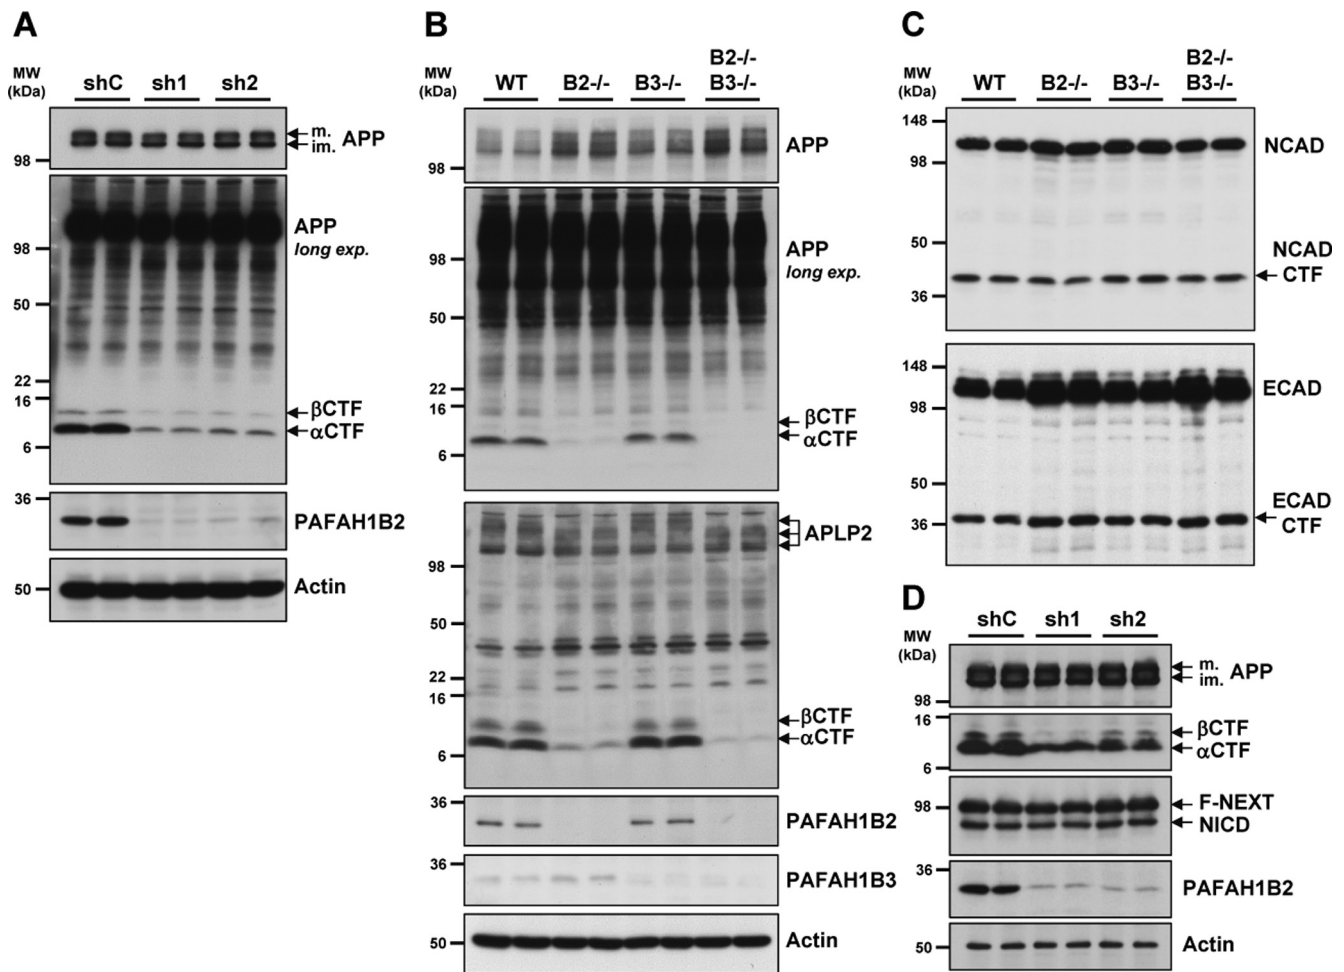 A
MW
(kDa)
shC sh1 sh2
98
m.
im. APP
98
50
22
16
6
APP
long exp.
βCTF
αCTF
36
PAFAH1B2
50
Actin
B
MW
(kDa)
WT B2-/- B3-/- B2-/-
B3-/-
98
APP
98
50
22
16
6
APP
long exp.
βCTF
αCTF
98
50
22
16
6
APLP2
βCTF
αCTF
36
PAFAH1B2
36
PAFAH1B3
50
Actin
C
MW
(kDa)
WT B2-/- B3-/- B2-/-
B3-/-
148
98
50
36
NCAD
NCAD
CTF
148
98
50
36
ECAD
ECAD
CTF
D
MW
(kDa)
shC sh1 sh2
98
m.
im. APP
16
6
βCTF
αCTF
98
F-NEXT
NICD
36
PAFAH1B2
50
Actin